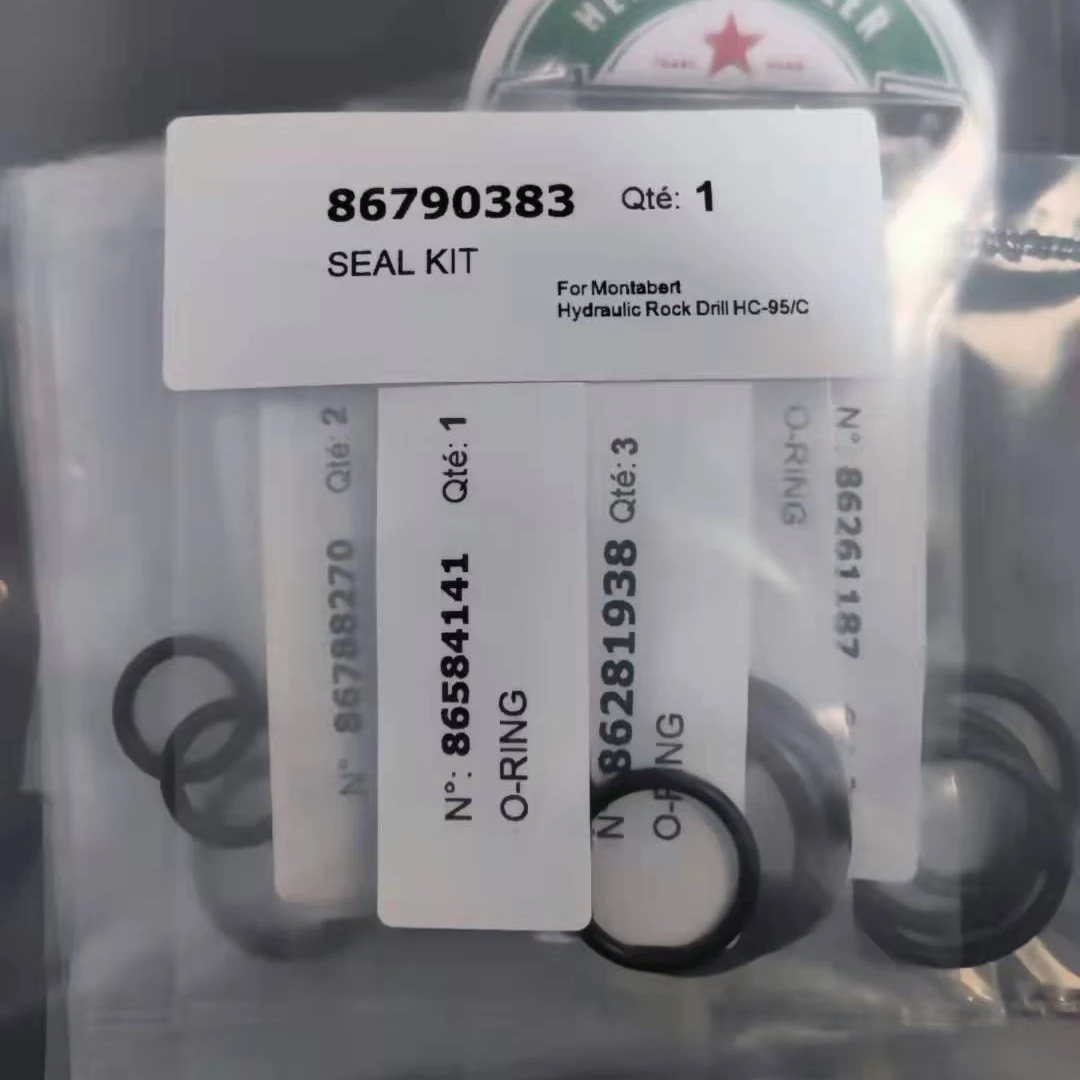 86790383 Qté: 1
SEAL KIT
For Montabert
Hydraulic Rock Drill HC-95/C
N° 86788270 Qté: 2
N°: 86584141 Qté: 1
O-RING
N° 86281938 Qté: 3
O-RING
N°: 86261187
O-RING